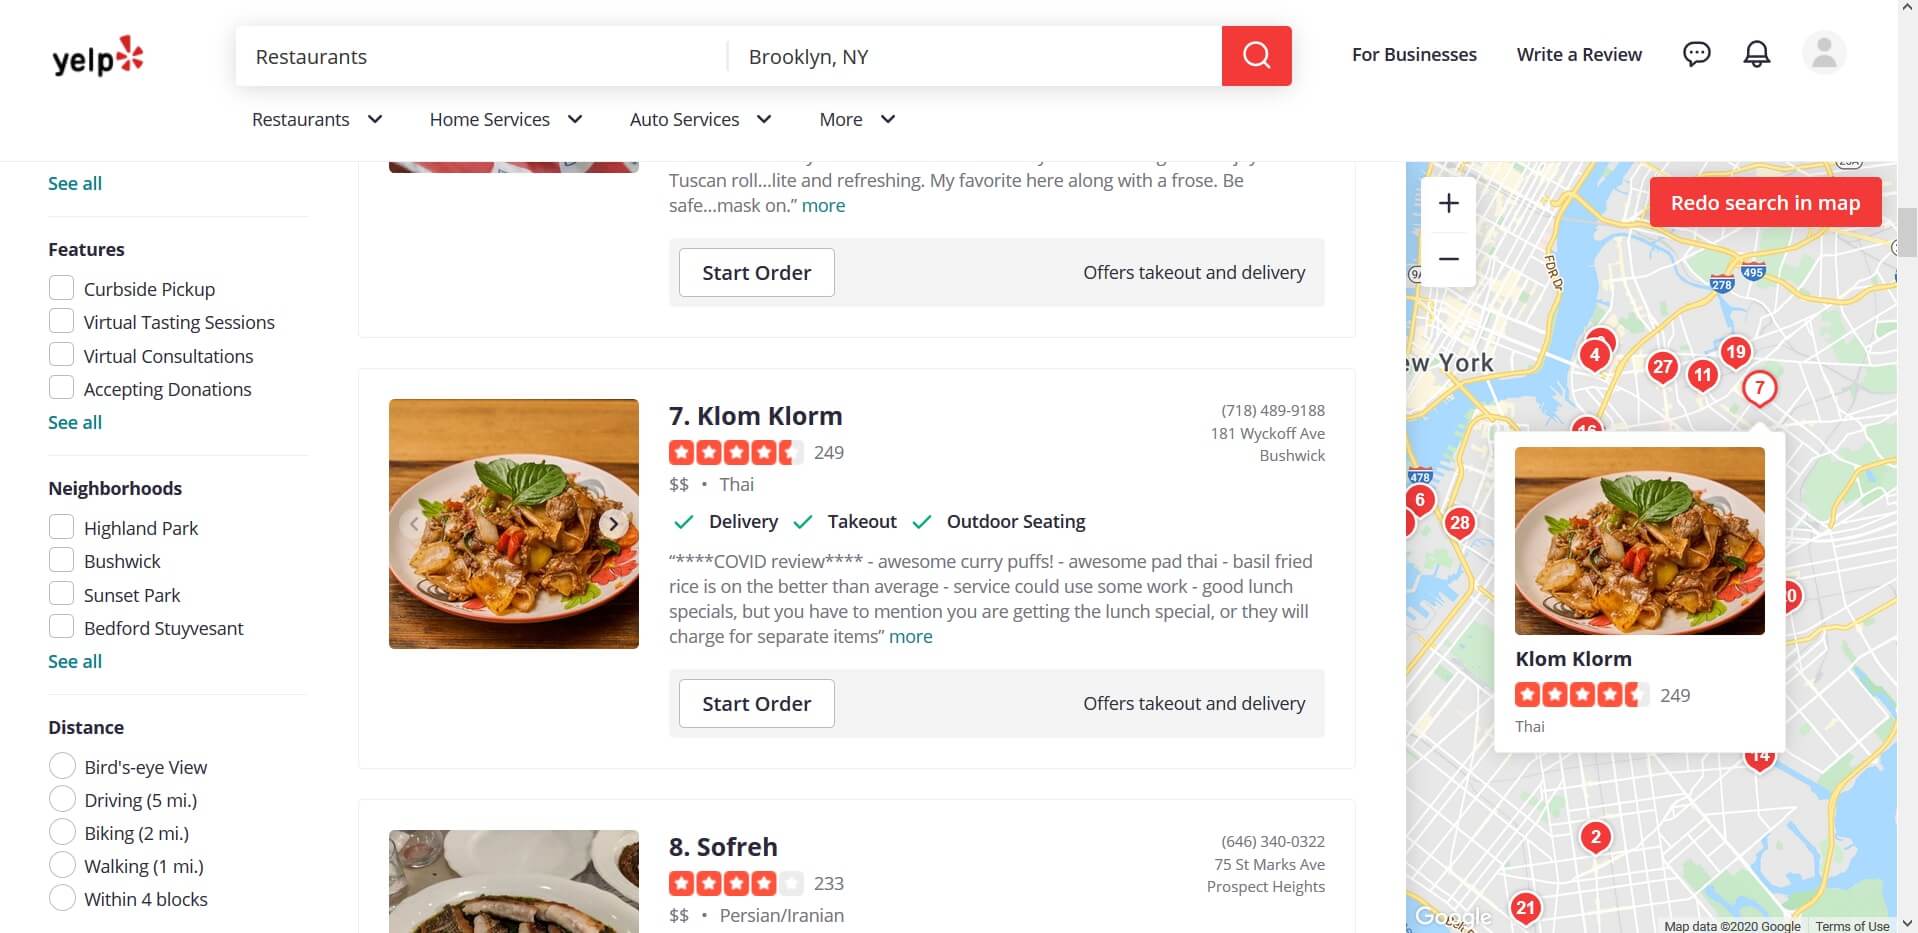 yelp
Restaurants
Brooklyn, NY
For Businesses
Write a Review
Restaurants
Home Services
Auto Services
More
See all
Features
Curbside Pickup
Virtual Tasting Sessions
Virtual Consultations
Accepting Donations
See all
Neighborhoods
Highland Park
Bushwick
Sunset Park
Bedford Stuyvesant
See all
Distance
Bird's-eye View
Driving (5 mi.)
Biking (2 mi.)
Walking (1 mi.)
Within 4 blocks
Tuscan roll...lite and refreshing. My favorite here along with a frose. Be
safe...mask on.” more
Start Order
Offers takeout and delivery
7. Klom Klorm
249
$$ • Thai
Delivery Takeout Outdoor Seating
(718) 489-9188
181 Wyckoff Ave
Bushwick
“****COVID review**** - awesome curry puffs! - awesome pad thai - basil fried
rice is on the better than average - service could use some work - good lunch
specials, but you have to mention you are getting the lunch special, or they will
charge for separate items” more
Start Order
Offers takeout and delivery
8. Sofreh
233
$$ • Persian/Iranian
(646) 340-0322
75 St Marks Ave
Prospect Heights
+
−
Redo search in map
FDR Dr
495
278
4
27
11
19
7
ew York
16
478
6
28
Klom Klorm
249
Thai
14
2
21
Google
Map data ©2020 Google
Terms of Use